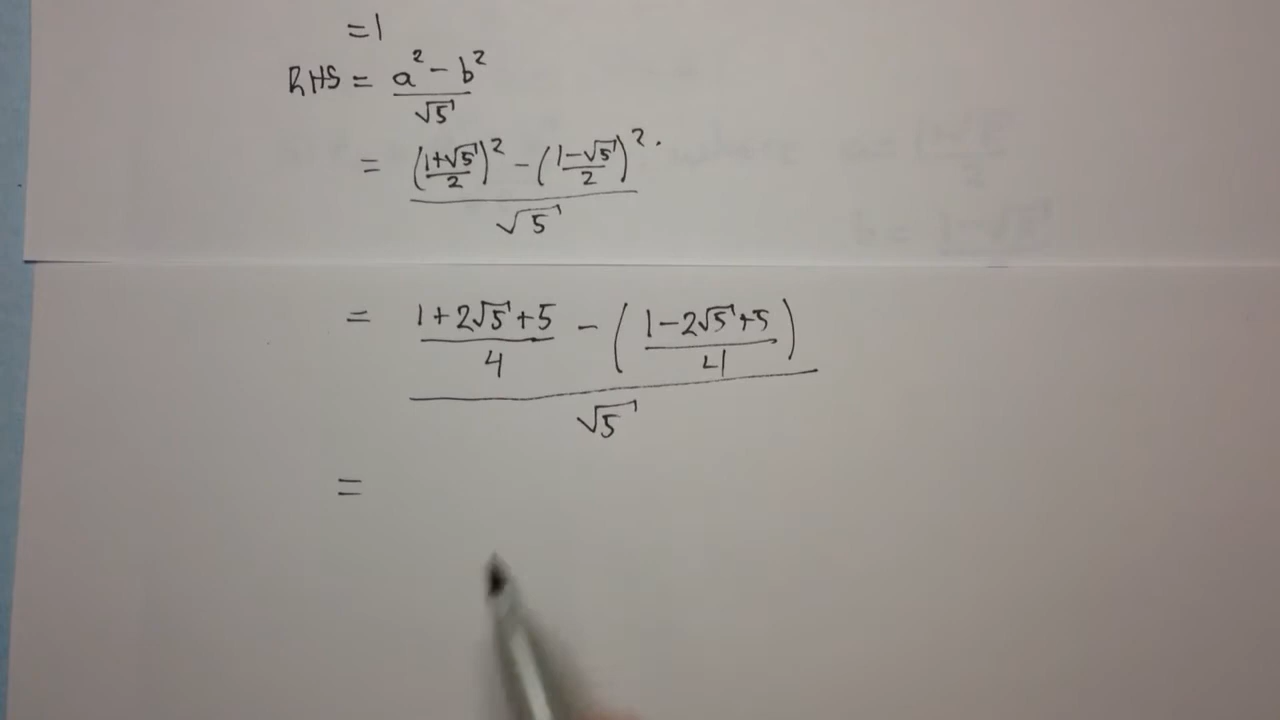 =1
RHS = (a² - b²)/√5
= ((1+√5)/2)² - ((1-√5)/2)². / √5
= (1+2√5+5)/4 - ((1-2√5+5)/4) / √5
=